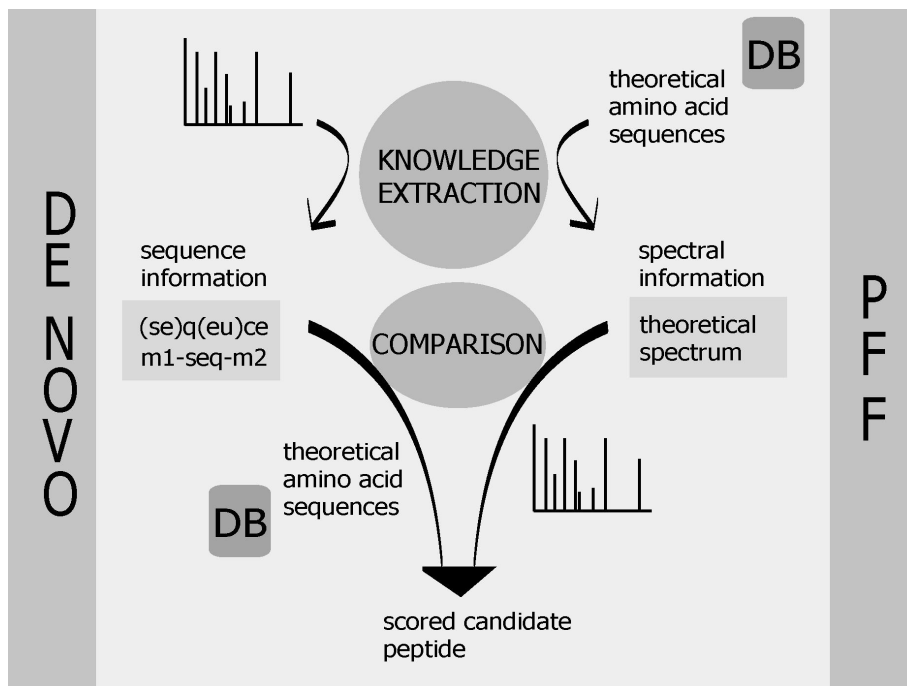 DB
theoretical
amino acid
sequences
KNOWLEDGE
EXTRACTION
DE NOVO
sequence
information
(se)q(eu)ce
m1-seq-m2
spectral
information
theoretical
spectrum
PFF
COMPARISON
theoretical
amino acid
sequences
DB
scored candidate
peptide